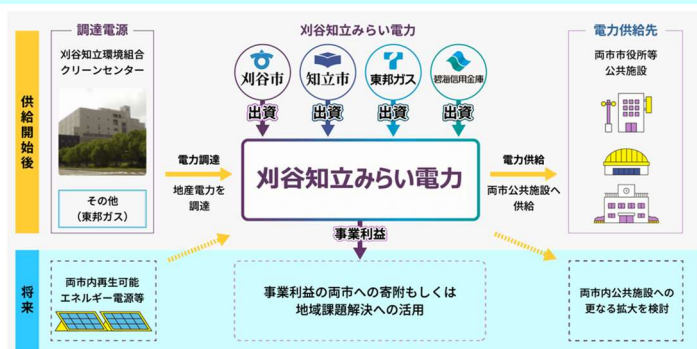 調達電源
刈谷知立みらい電力
電力供給先
刈谷知立環境組合
クリーンセンター
刈谷市
知立市
東邦ガス
碧海信用金庫
両市市役所等
公共施設
出資
出資
出資
出資
供給開始後
電力調達
地産電力を
調達
刈谷知立みらい電力
電力供給
両市公共施設へ
供給
その他
（東邦ガス）
事業利益
将来
両市内再生可能
エネルギー電源等
事業利益の両市への寄附もしくは
地域課題解決への活用
両市内公共施設への
更なる拡大を検討